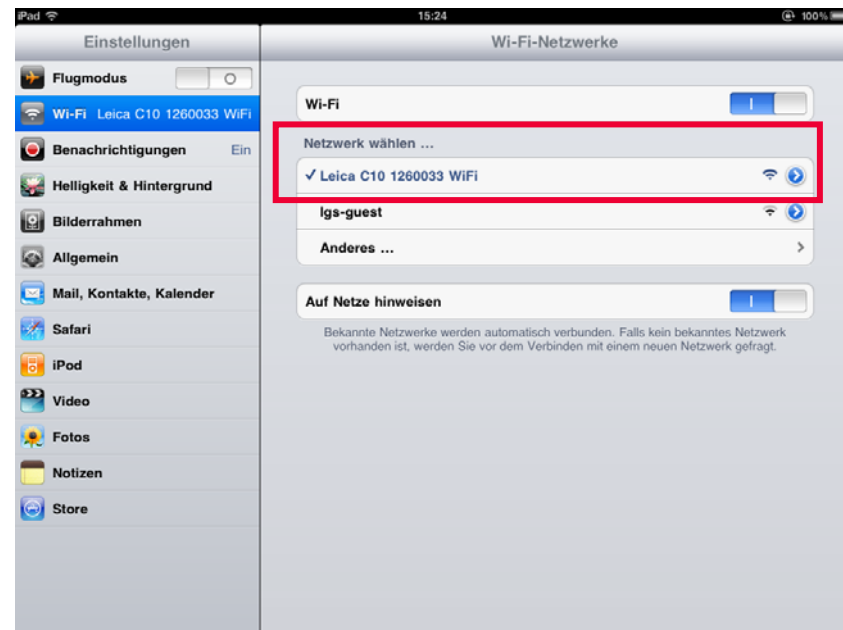 iPad 15:24 100%
Einstellungen
Wi-Fi-Netzwerke
Flugmodus
Wi-Fi Leica C10 1260033 WiFi
Benachrichtigungen Ein
Helligkeit & Hintergrund
Bilderrahmen
Allgemein
Mail, Kontakte, Kalender
Safari
iPod
Video
Fotos
Notizen
Store
Wi-Fi
Netzwerk wählen ...
Leica C10 1260033 WiFi
lgs-guest
Anderes ...
Auf Netze hinweisen
Bekannte Netzwerke werden automatisch verbunden. Falls kein bekanntes Netzwerk
vorhanden ist, werden Sie vor dem Verbinden mit einem neuen Netzwerk gefragt.